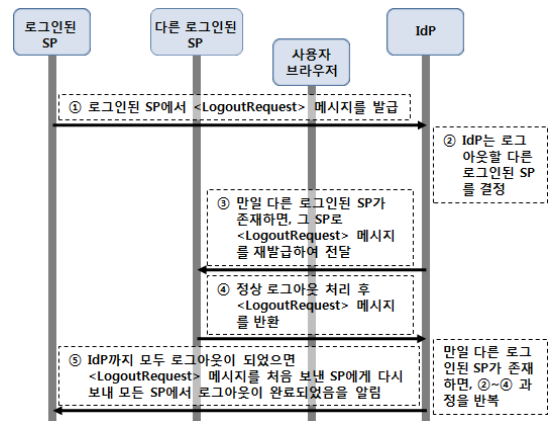 로그인된
SP
다른 로그인된
SP
사용자
브라우저
IdP
① 로그인된 SP에서 <LogoutRequest> 메시지를 발급
② IdP는 로그
아웃할 다른
로그인된 SP
를 결정
③ 만일 다른 로그인된 SP가
존재하면, 그 SP로
<LogoutRequest> 메시지
를 재발급하여 전달
④ 정상 로그아웃 처리 후
<LogoutRequest> 메시지
를 반환
만일 다른 로그
인된 SP가 존재
하면, ②~④ 과
정을 반복
⑤ IdP까지 모두 로그아웃이 되었으면
<LogoutRequest> 메시지를 처음 보낸 SP에게 다시
보내 모든 SP에서 로그아웃이 완료되었음을 알림